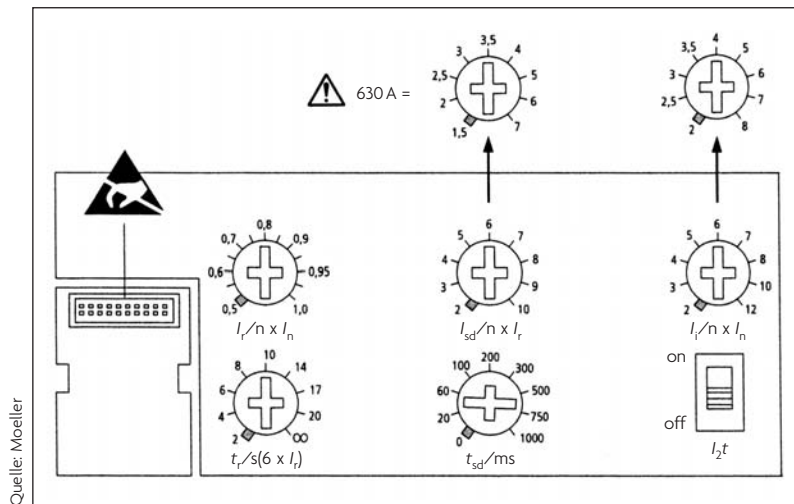 630 A =
1,5 2 2,5 3 3,5 4 5 6 7
2 2,5 3 3,5 4 5 6 7 8
0,5 0,6 0,7 0,8 0,9 0,95 1,0
Ir/n x In
2 3 4 5 6 7 8 9 10
Isd/n x Ir
2 3 4 5 6 7 8 10 12
Ii/n x In
2 4 6 8 10 14 17 20 ∞
tr/s(6 x Ir)
0 20 60 100 200 300 500 750 1000
tsd/ms
on
off
I2t
Quelle: Moeller